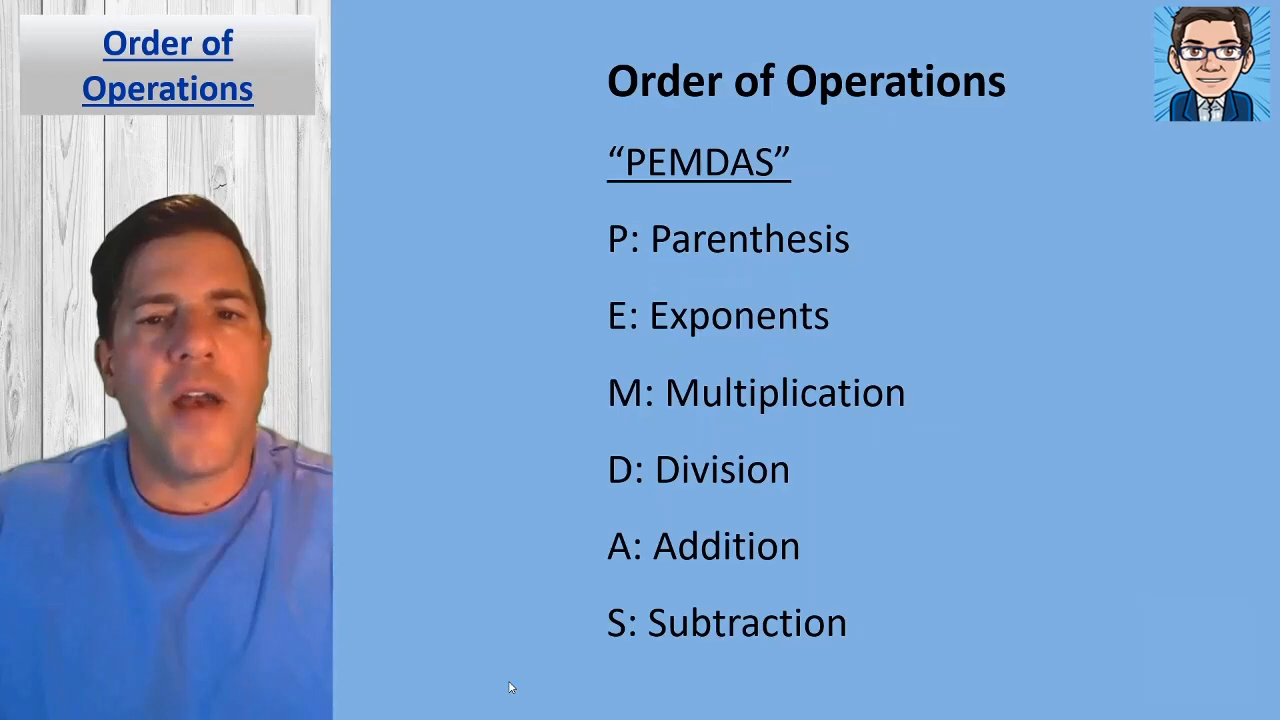 Order of
Operations
Order of Operations
“PEMDAS”
P: Parenthesis
E: Exponents
M: Multiplication
D: Division
A: Addition
S: Subtraction